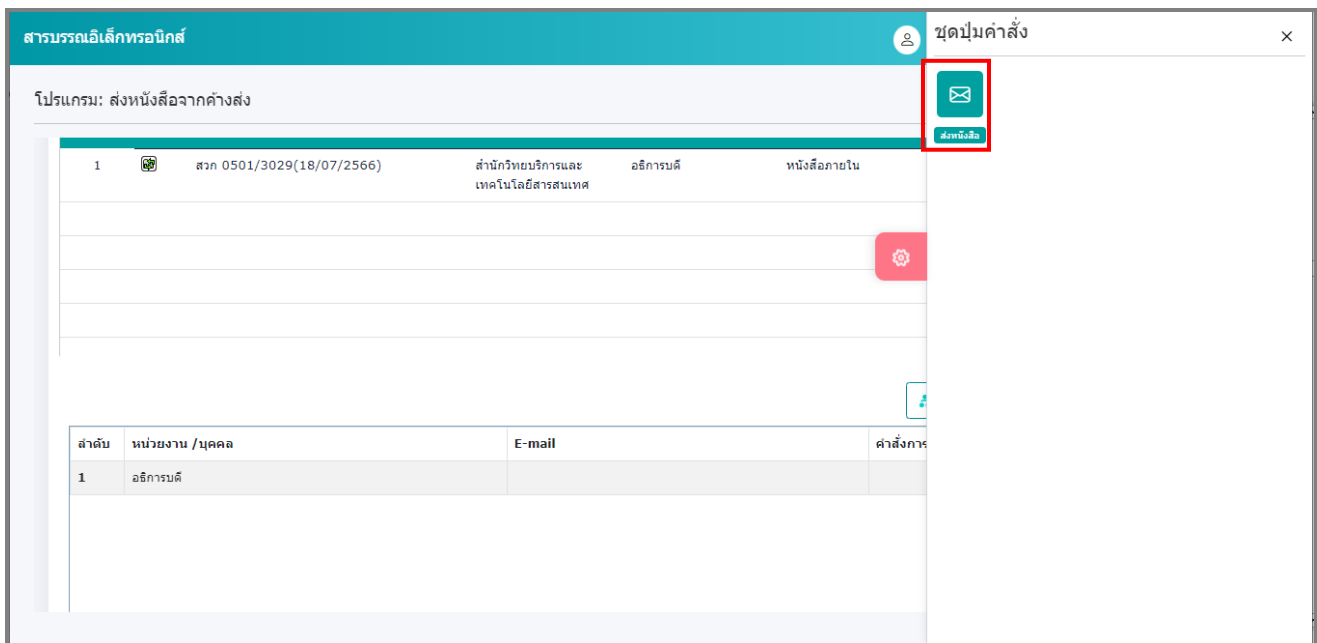 สารบรรณอิเล็กทรอนิกส์
ชุดปุ่มคำสั่ง
โปรแกรม: ส่งหนังสือจากค้างส่ง
ส่งหนังสือ
1 สวก 0501/3029(18/07/2566) สำนักวิทยบริการและ อธิการบดี หนังสือภายใน
เทคโนโลยีสารสนเทศ
ลำดับ หน่วยงาน /บุคคล E-mail คำสั่งการ
1 อธิการบดี